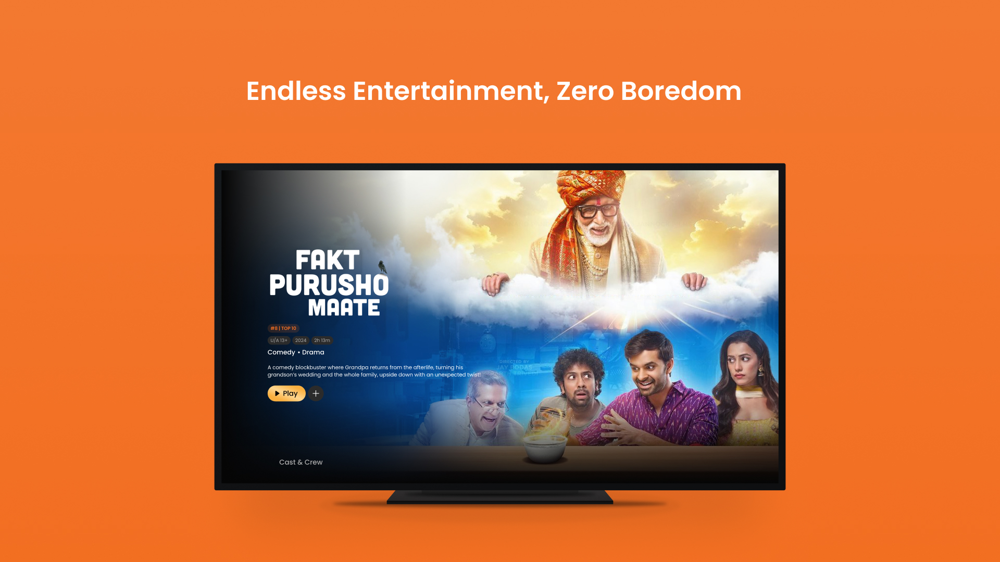 Endless Entertainment, Zero Boredom
FAKT
PURUSHO
MAATE
#8 | TOP 10
U/A 13+ 2024 2h 13m
Comedy • Drama
A comedy blockbuster where Grandpa returns from the afterlife, turning his
grandson's wedding and the whole family, upside down with an unexpected twist!
DIRECTED BY
JAY BODAS
Play
Cast & Crew